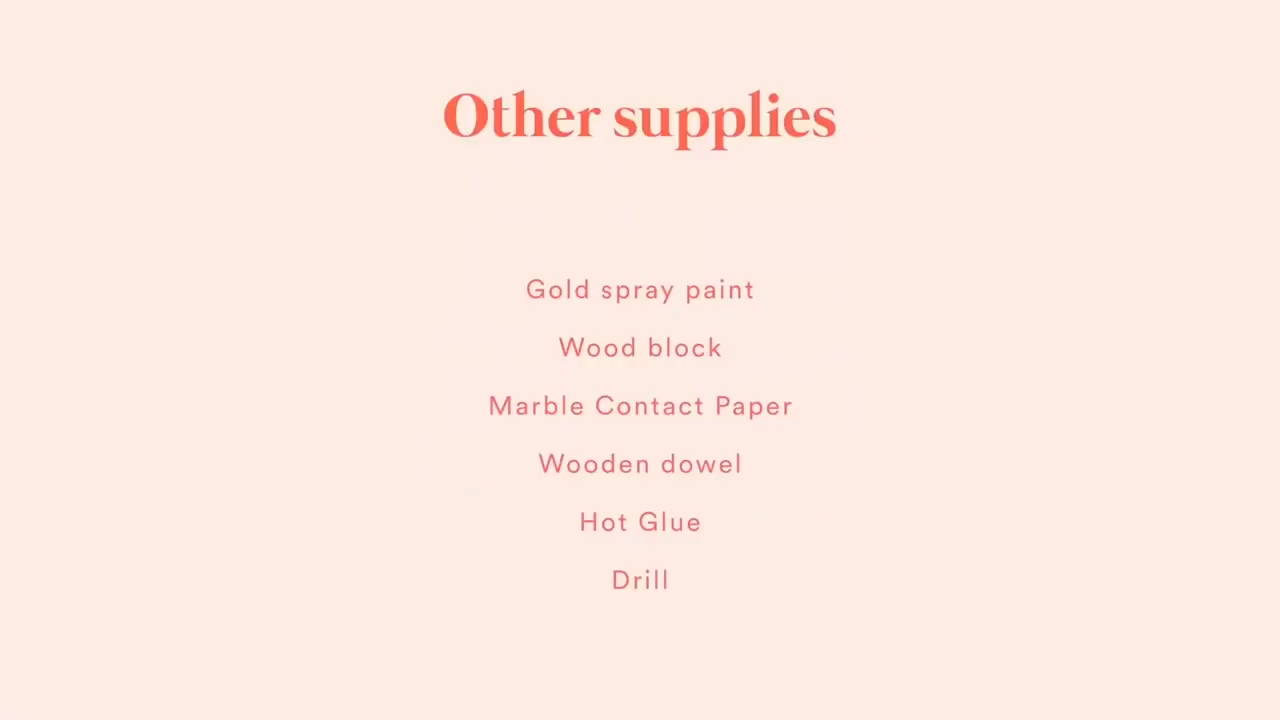 Other supplies
Gold spray paint
Wood block
Marble Contact Paper
Wooden dowel
Hot Glue
Drill